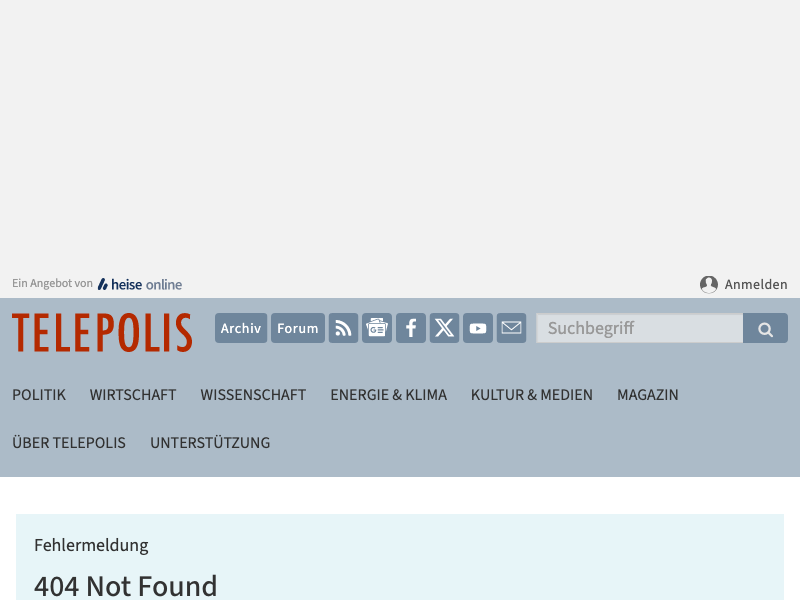 Ein Angebot von heise online
Anmelden
TELEPOLIS
Archiv Forum Suchbegriff
POLITIK WIRTSCHAFT WISSENSCHAFT ENERGIE & KLIMA KULTUR & MEDIEN MAGAZIN
ÜBER TELEPOLIS UNTERSTÜTZUNG
Fehlermeldung
404 Not Found